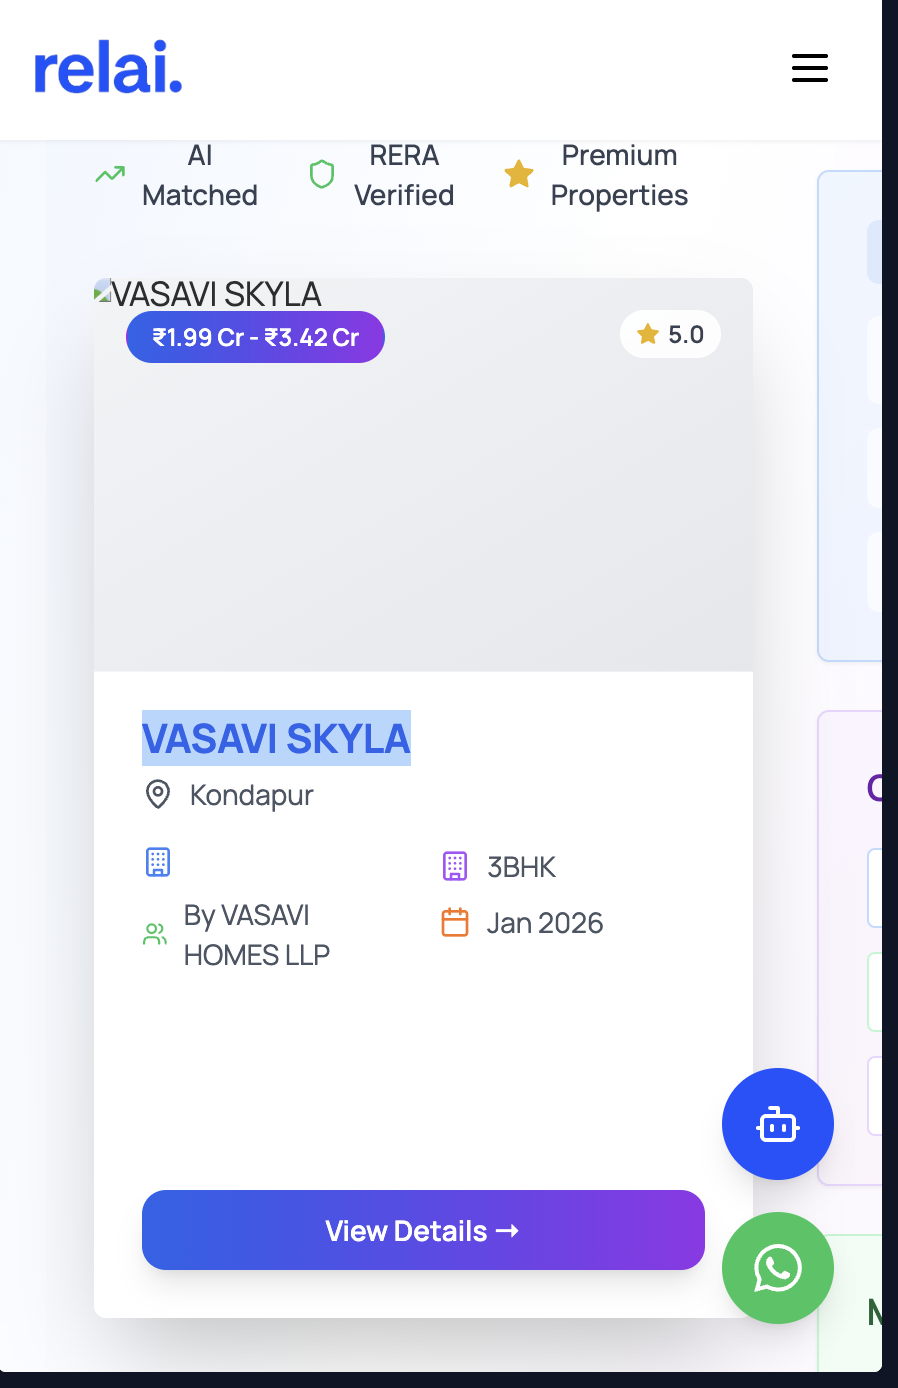 relai.
AI
Matched
RERA
Verified
Premium
Properties
VASAVI SKYLA
₹1.99 Cr - ₹3.42 Cr
5.0
VASAVI SKYLA
Kondapur
3BHK
By VASAVI
HOMES LLP
Jan 2026
View Details →